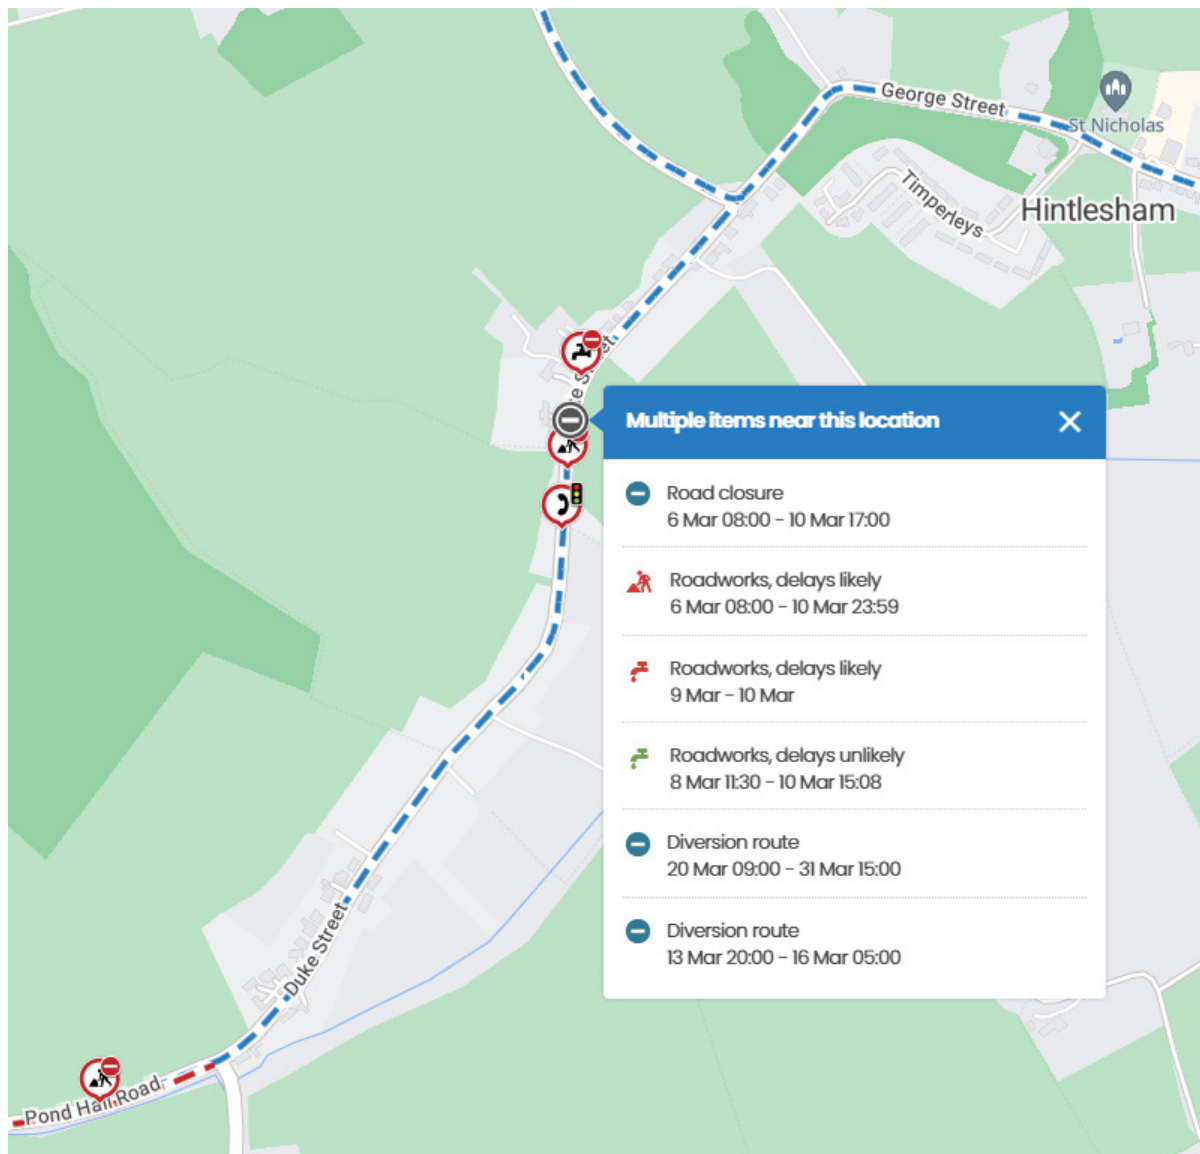 George Street
St Nicholas
Timperleys
Hintlesham
Multiple items near this location
Road closure
6 Mar 08:00 - 10 Mar 17:00
Roadworks, delays likely
6 Mar 08:00 - 10 Mar 23:59
Roadworks, delays likely
9 Mar - 10 Mar
Roadworks, delays unlikely
8 Mar 11:30 - 10 Mar 15:08
Diversion route
20 Mar 09:00 - 31 Mar 15:00
Diversion route
13 Mar 20:00 - 16 Mar 05:00
Duke Street
Pond Hall Road